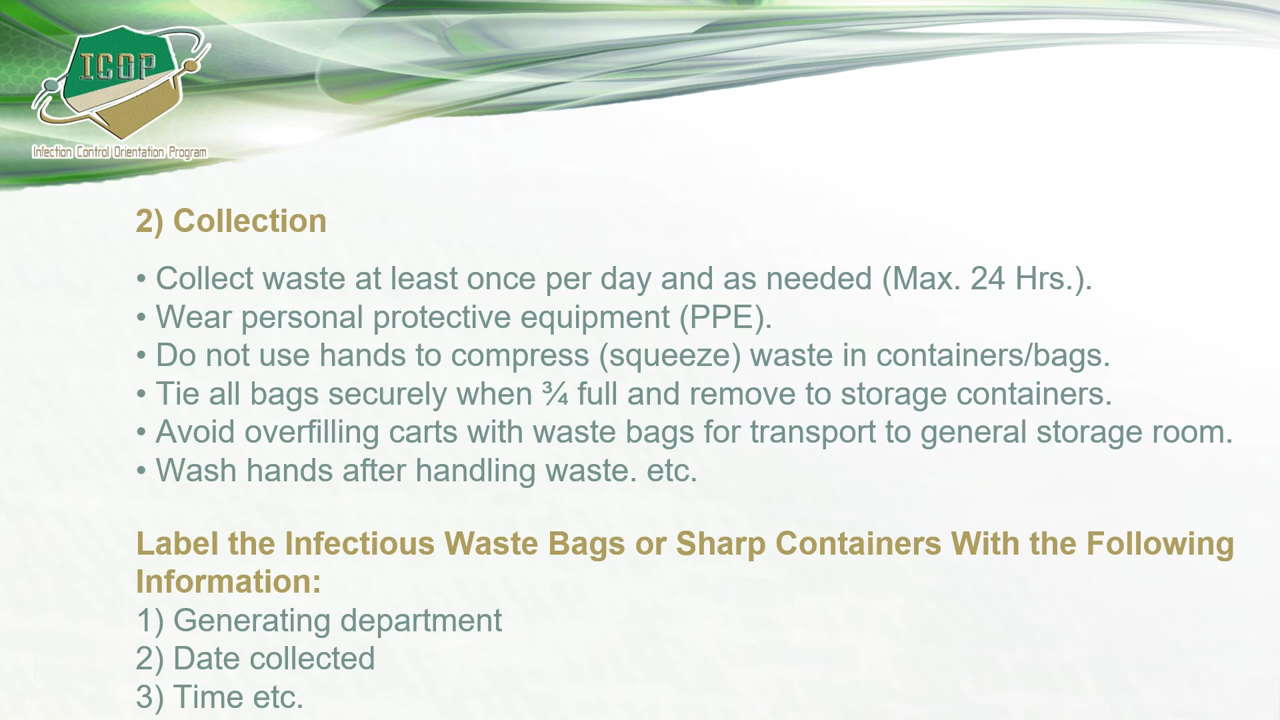 ICOP
Infection Control Orientation Program
2) Collection
• Collect waste at least once per day and as needed (Max. 24 Hrs.).
• Wear personal protective equipment (PPE).
• Do not use hands to compress (squeeze) waste in containers/bags.
• Tie all bags securely when ¾ full and remove to storage containers.
• Avoid overfilling carts with waste bags for transport to general storage room.
• Wash hands after handling waste. etc.
Label the Infectious Waste Bags or Sharp Containers With the Following
Information:
1) Generating department
2) Date collected
3) Time etc.